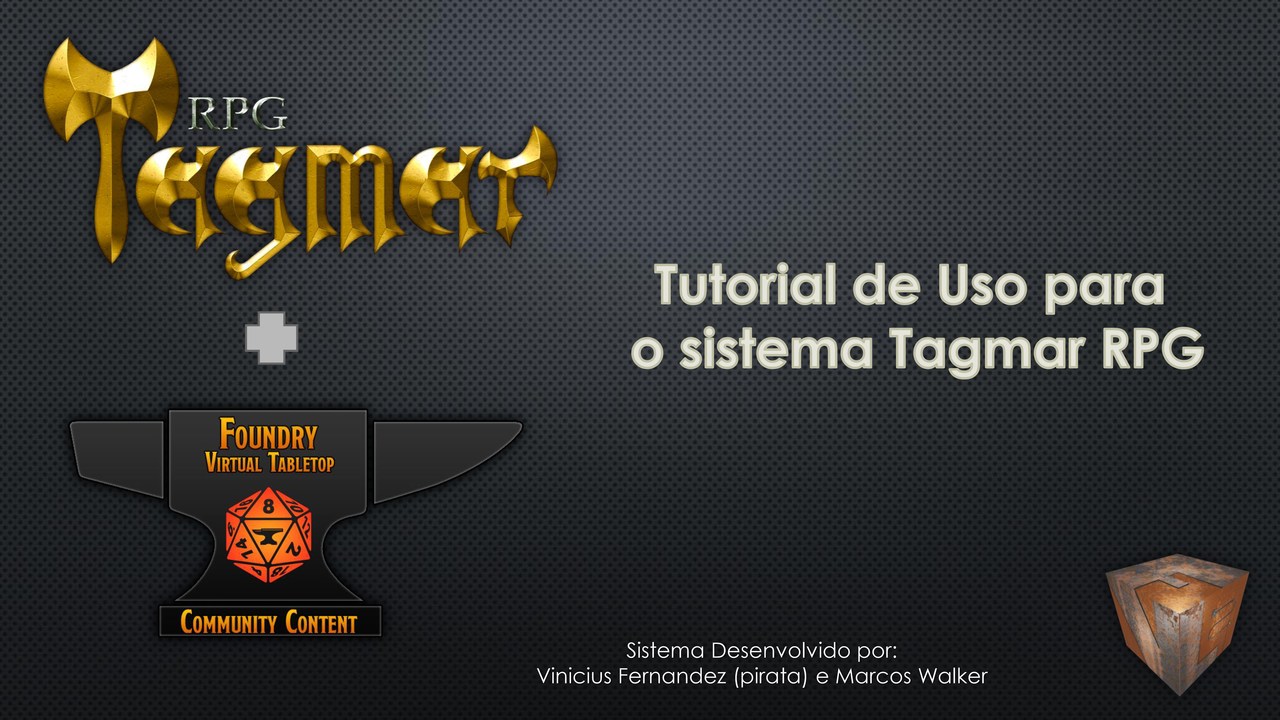 RPG
Tagmar
Tutorial de Uso para
o sistema Tagmar RPG
FOUNDRY
VIRTUAL TABLETOP
8
COMMUNITY CONTENT
Sistema Desenvolvido por:
Vinicius Fernandez (pirata) e Marcos Walker